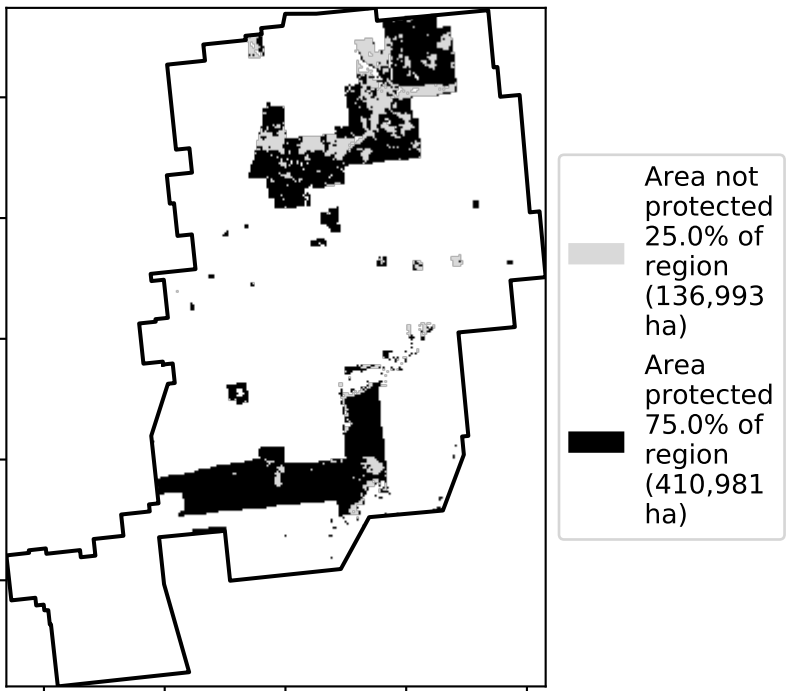 Area not
protected
25.0% of
region
(136,993
ha)
Area
protected
75.0% of
region
(410,981
ha)